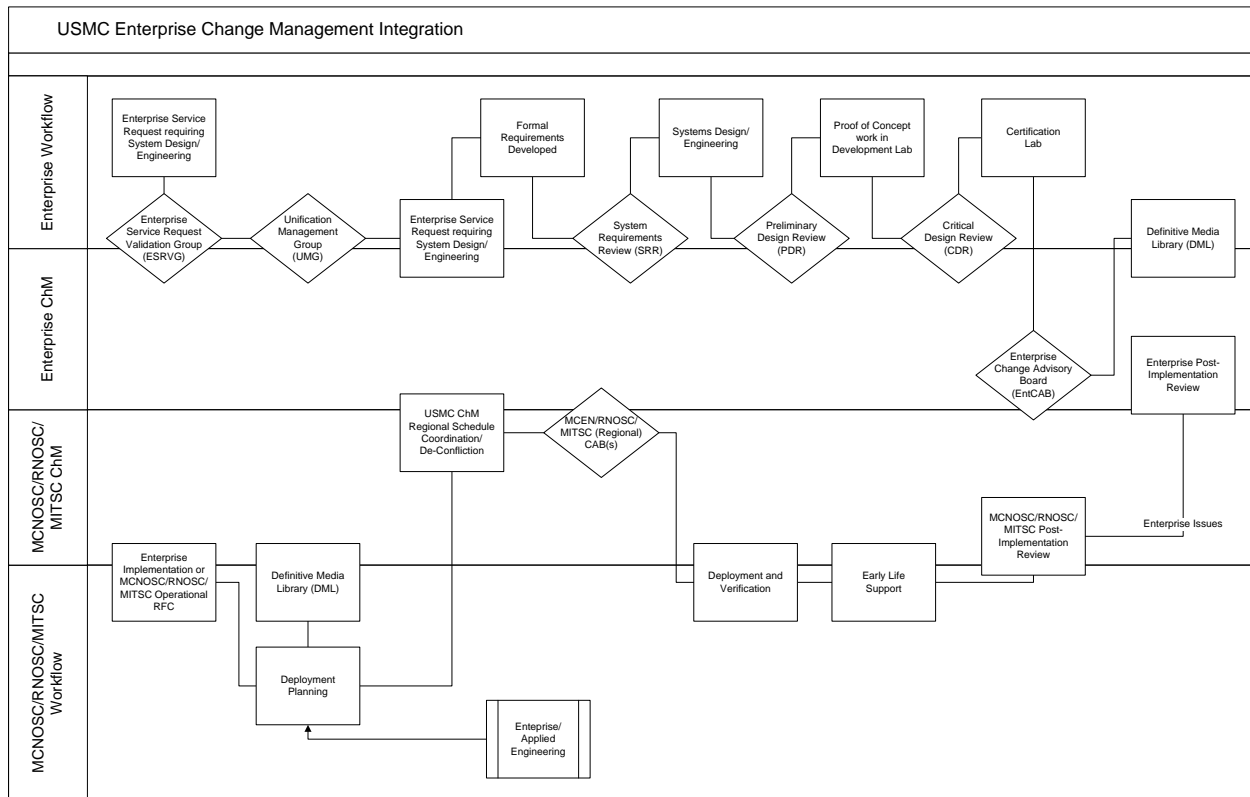 USMC Enterprise Change Management Integration
Enterprise Workflow
Enterprise Service
Request requiring
System Design/
Engineering
Formal
Requirements
Developed
Systems Design/
Engineering
Proof of Concept
work in
Development Lab
Certification
Lab
Enterprise
Service Request
Validation Group
(ESRVG)
Unification
Management
Group
(UMG)
Enterprise Service
Request requiring
System Design/
Engineering
System
Requirements
Review (SRR)
Preliminary
Design Review
(PDR)
Critical
Design Review
(CDR)
Definitive Media
Library (DML)
Enterprise ChM
Enterprise
Change Advisory
Board
(EntCAB)
Enterprise Post-
Implementation
Review
MCNOSC/RNOSC/
MITSC ChM
USMC ChM
Regional Schedule
Coordination/
De-Confliction
MCEN/RNOSC/
MITSC (Regional)
CAB(s)
MCNOSC/RNOSC/
MITSC Post-
Implementation
Review
Enterprise Issues
MCNOSC/RNOSC/MITSC
Workflow
Enterprise
Implementation or
MCNOSC/RNOSC/
MITSC Operational
RFC
Definitive Media
Library (DML)
Deployment and
Verification
Early Life
Support
Deployment
Planning
Enteprise/
Applied
Engineering